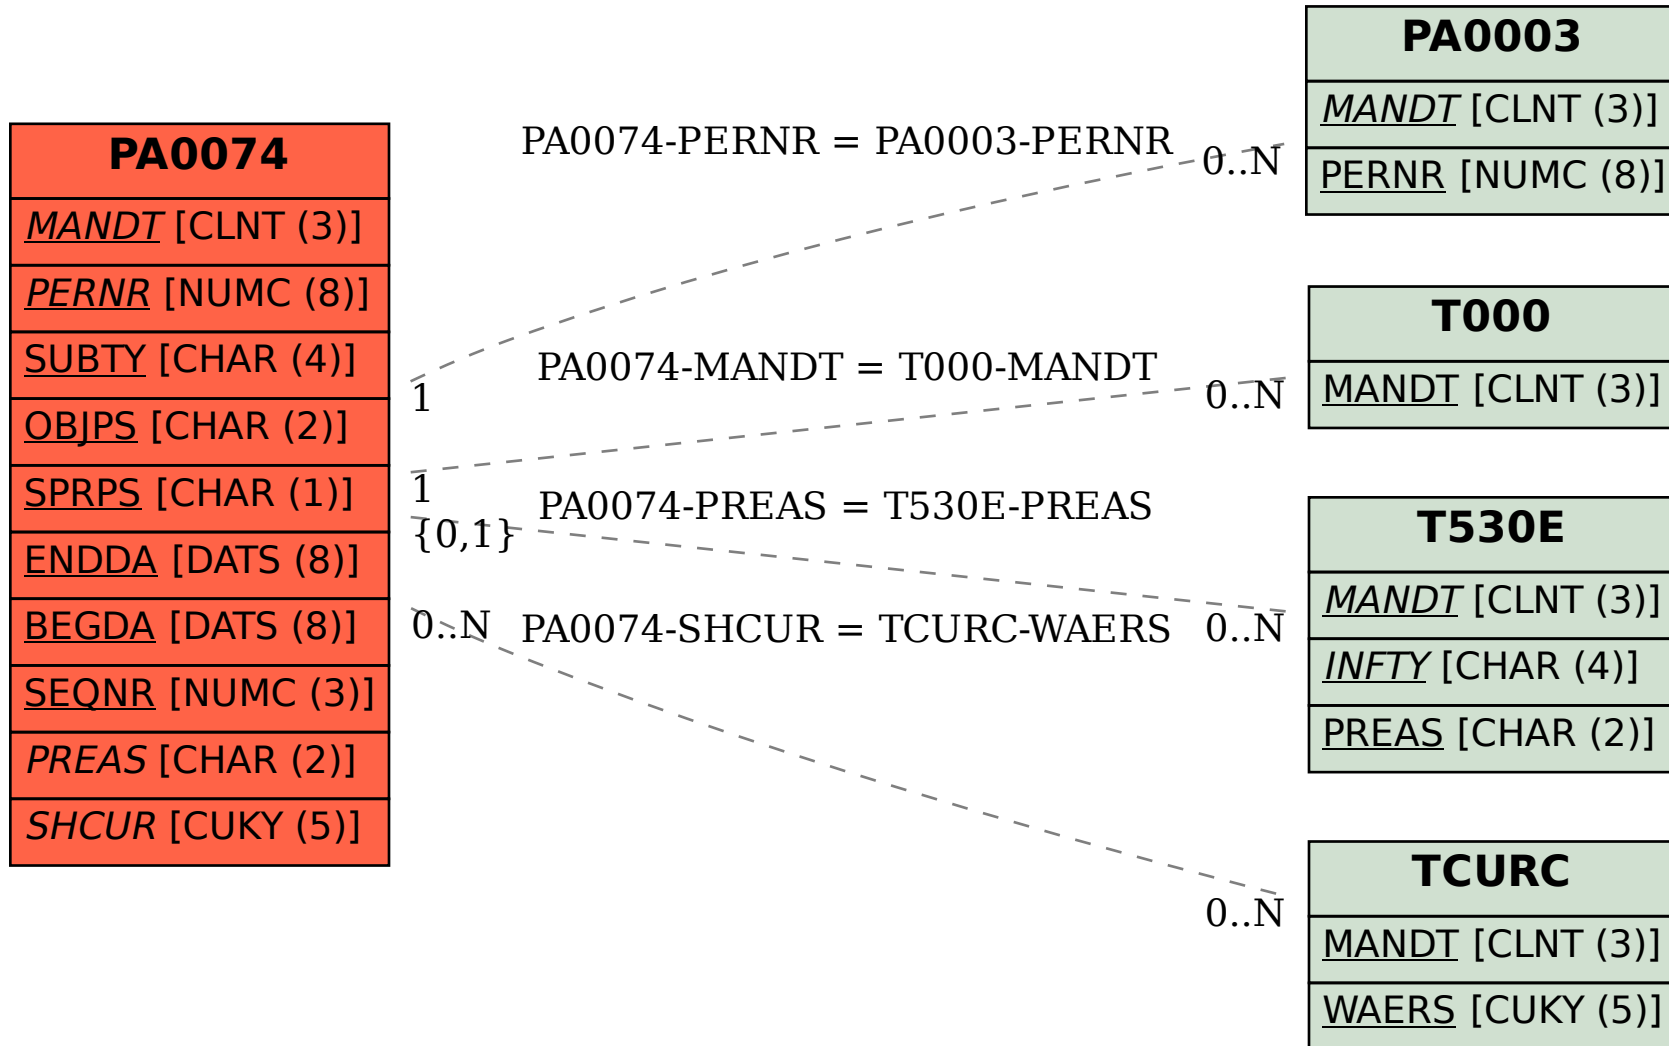 PA0074
MANDT [CLNT (3)]
PERNR [NUMC (8)]
SUBTY [CHAR (4)]
OBJPS [CHAR (2)]
SPRPS [CHAR (1)]
ENDDA [DATS (8)]
BEGDA [DATS (8)]
SEQNR [NUMC (3)]
PREAS [CHAR (2)]
SHCUR [CUKY (5)]
PA0074-PERNR = PA0003-PERNR
0..N
1
PA0074-MANDT = T000-MANDT
0..N
1
PA0074-PREAS = T530E-PREAS
{0,1}
0..N
PA0074-SHCUR = TCURC-WAERS
0..N
0..N
PA0003
MANDT [CLNT (3)]
PERNR [NUMC (8)]
T000
MANDT [CLNT (3)]
T530E
MANDT [CLNT (3)]
INFTY [CHAR (4)]
PREAS [CHAR (2)]
TCURC
MANDT [CLNT (3)]
WAERS [CUKY (5)]